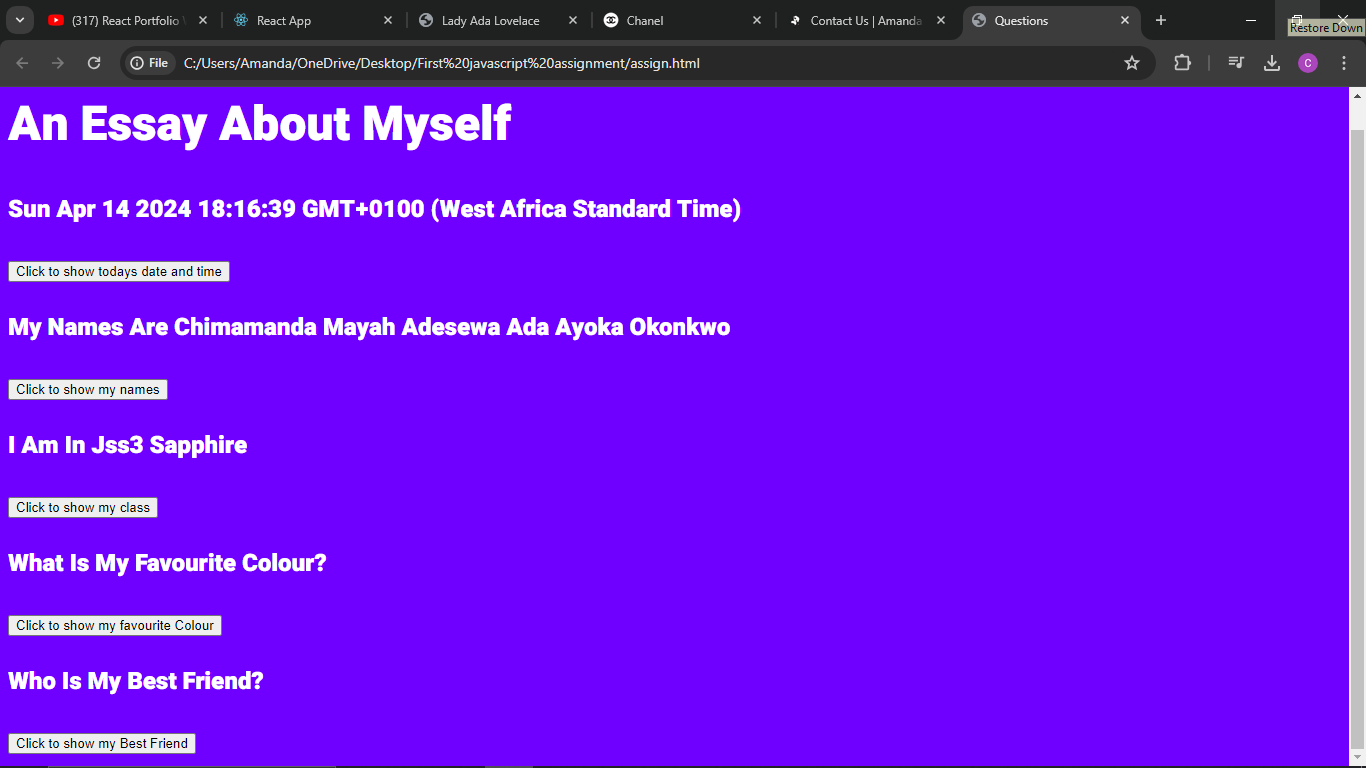 (317) React Portfolio
React App
Lady Ada Lovelace
Chanel
Contact Us | Amanda
Questions
Restore Down
File
C:/Users/Amanda/OneDrive/Desktop/First%20javascript%20assignment/assign.html
C
An Essay About Myself
Sun Apr 14 2024 18:16:39 GMT+0100 (West Africa Standard Time)
Click to show todays date and time
My Names Are Chimamanda Mayah Adesewa Ada Ayoka Okonkwo
Click to show my names
I Am In Jss3 Sapphire
Click to show my class
What Is My Favourite Colour?
Click to show my favourite Colour
Who Is My Best Friend?
Click to show my Best Friend